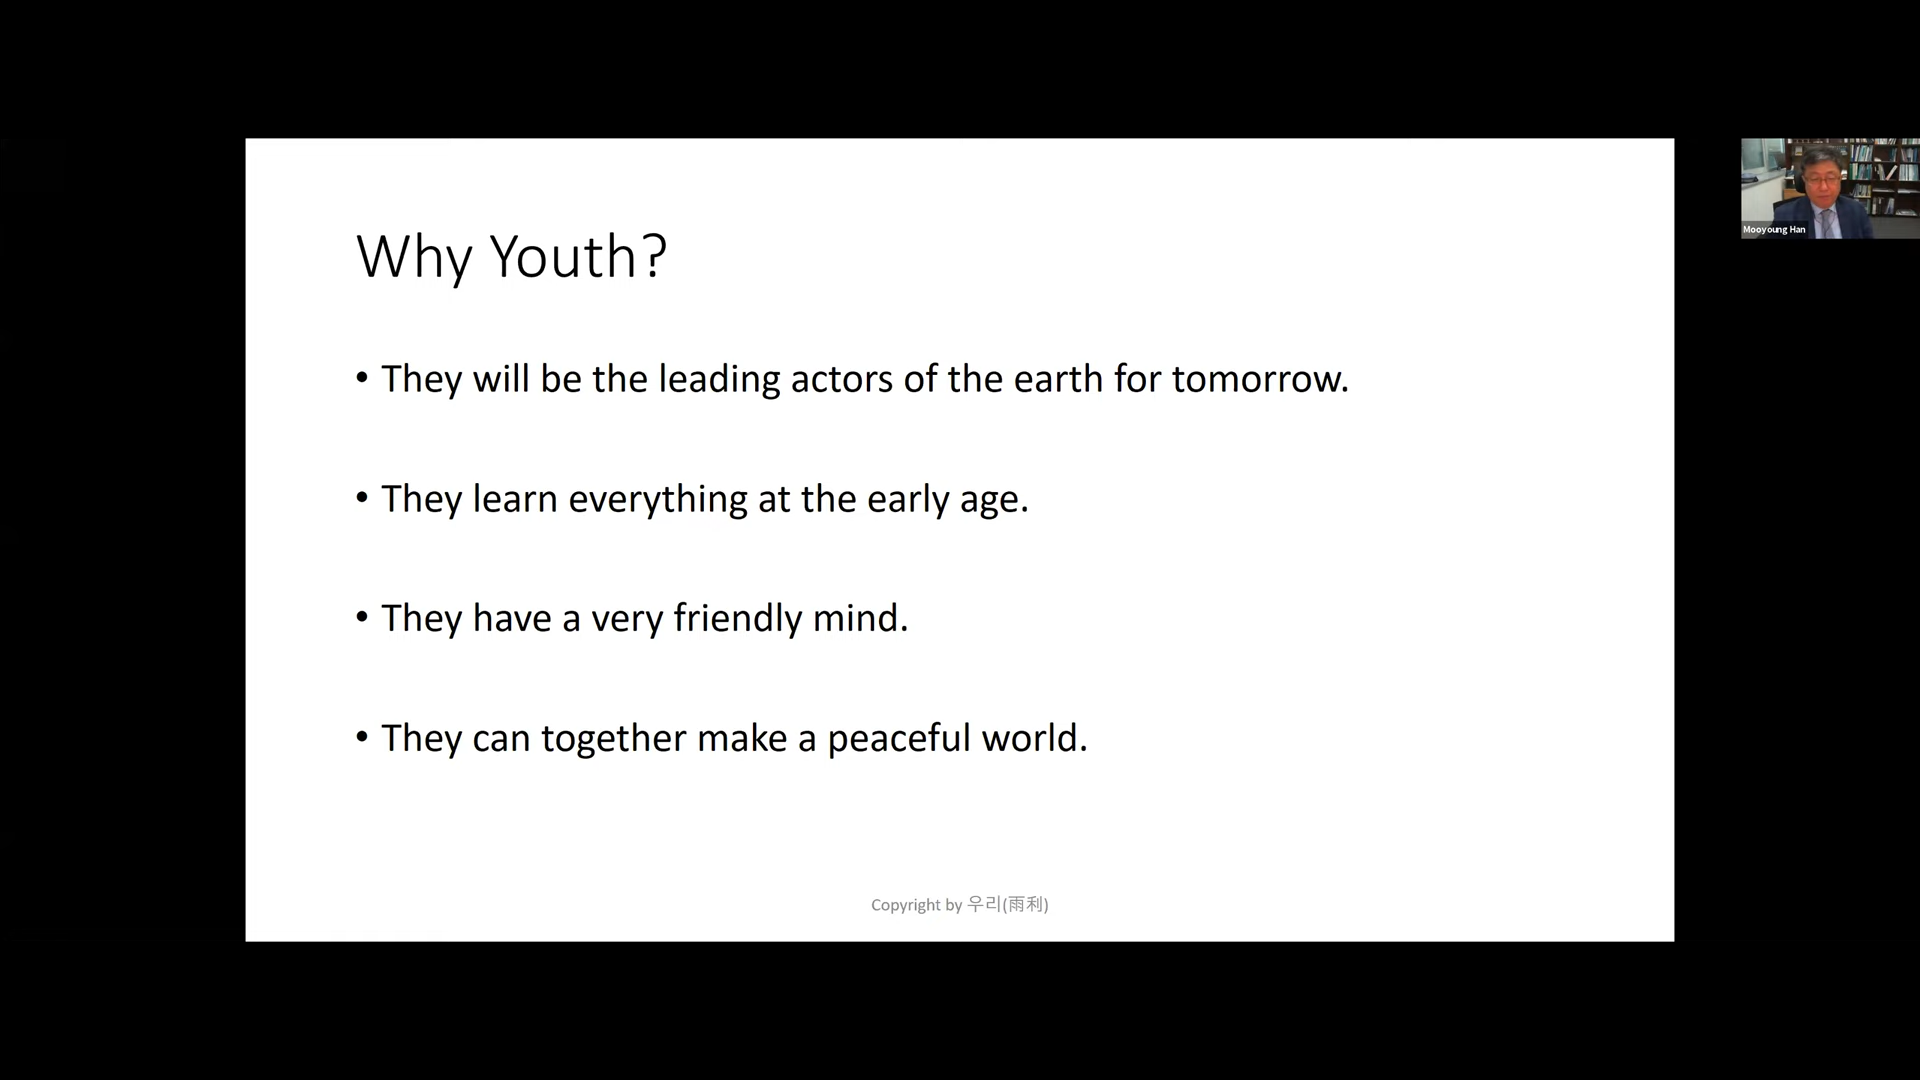 Why Youth?
• They will be the leading actors of the earth for tomorrow.
• They learn everything at the early age.
• They have a very friendly mind.
• They can together make a peaceful world.
Copyright by 우리(雨利)
Mooyoung Han